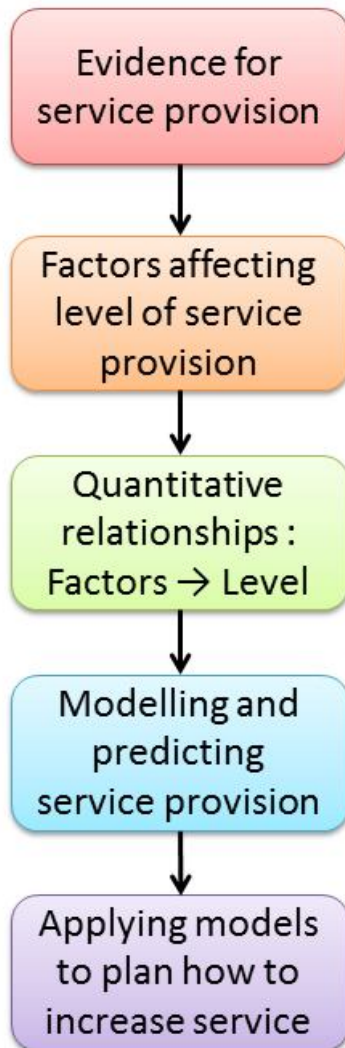 Evidence for
service provision
Factors affecting
level of service
provision
Quantitative
relationships :
Factors → Level
Modelling and
predicting
service provision
Applying models
to plan how to
increase service